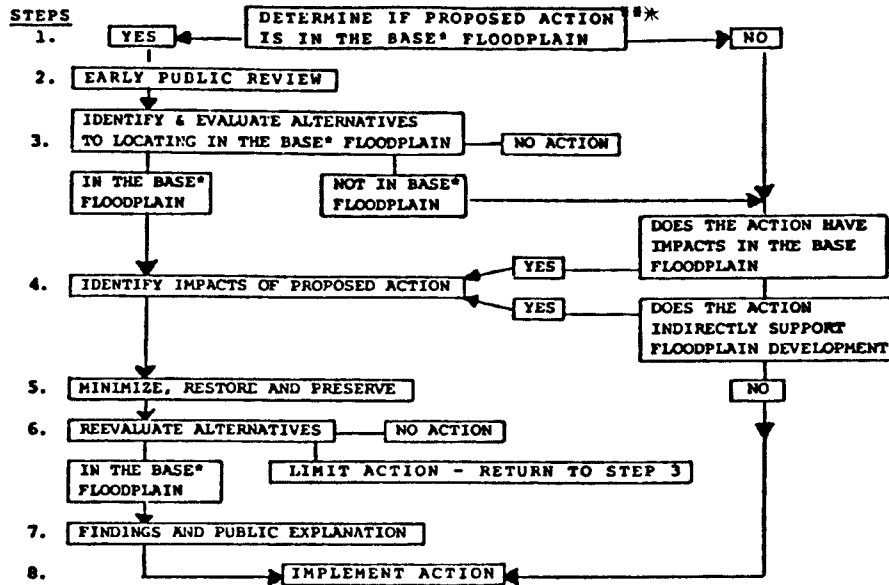 STEPS
1.
DETERMINE IF PROPOSED ACTION***
IS IN THE BASE* FLOODPLAIN
YES
NO
2. EARLY PUBLIC REVIEW
3. IDENTIFY & EVALUATE ALTERNATIVES
TO LOCATING IN THE BASE* FLOODPLAIN
NO ACTION
IN THE BASE*
FLOODPLAIN
NOT IN BASE*
FLOODPLAIN
DOES THE ACTION HAVE
IMPACTS IN THE BASE
FLOODPLAIN
YES
4. IDENTIFY IMPACTS OF PROPOSED ACTION
YES
DOES THE ACTION
INDIRECTLY SUPPORT
FLOODPLAIN DEVELOPMENT
5. MINIMIZE, RESTORE AND PRESERVE
NO
6. REEVALUATE ALTERNATIVES
NO ACTION
IN THE BASE*
FLOODPLAIN
LIMIT ACTION - RETURN TO STEP 3
7. FINDINGS AND PUBLIC EXPLANATION
8. IMPLEMENT ACTION